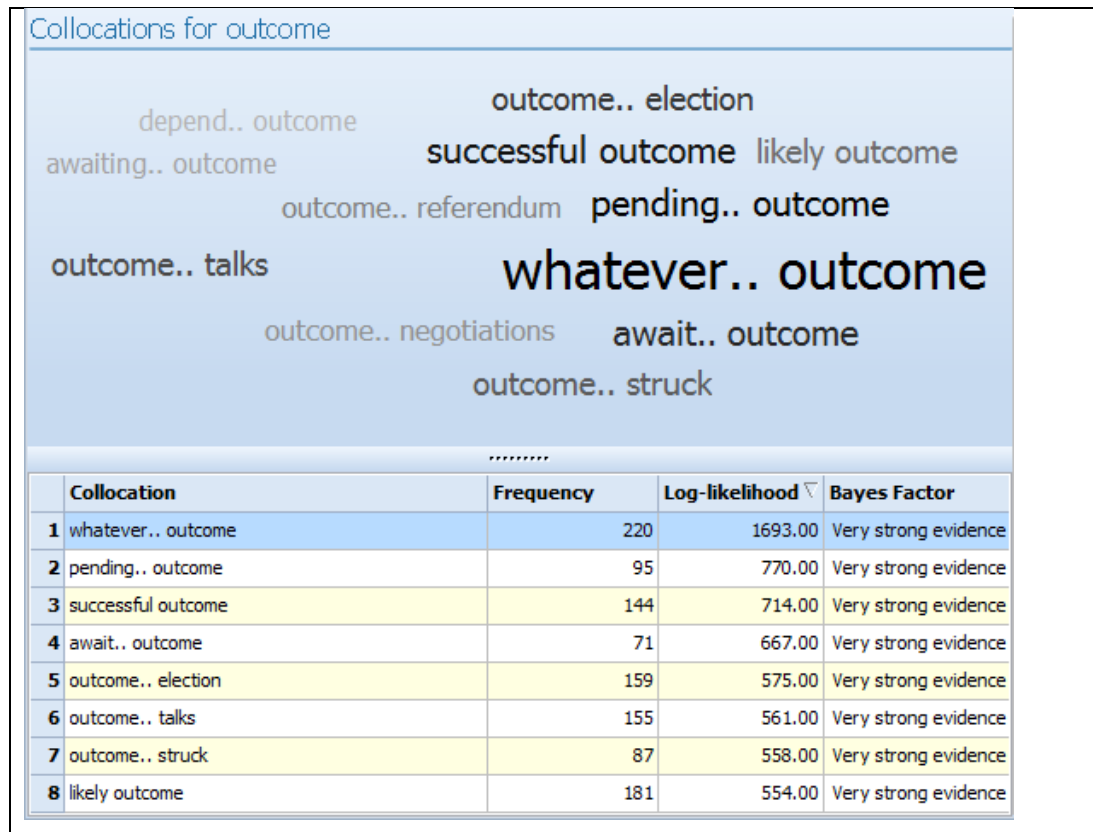 Collocations for outcome
outcome.. election
depend.. outcome
successful outcome likely outcome
awaiting.. outcome
outcome.. referendum pending.. outcome
outcome.. talks whatever.. outcome
outcome.. negotiations await.. outcome
outcome.. struck
Collocation Frequency Log-likelihood Bayes Factor
1 whatever.. outcome 220 1693.00 Very strong evidence
2 pending.. outcome 95 770.00 Very strong evidence
3 successful outcome 144 714.00 Very strong evidence
4 await.. outcome 71 667.00 Very strong evidence
5 outcome.. election 159 575.00 Very strong evidence
6 outcome.. talks 155 561.00 Very strong evidence
7 outcome.. struck 87 558.00 Very strong evidence
8 likely outcome 181 554.00 Very strong evidence